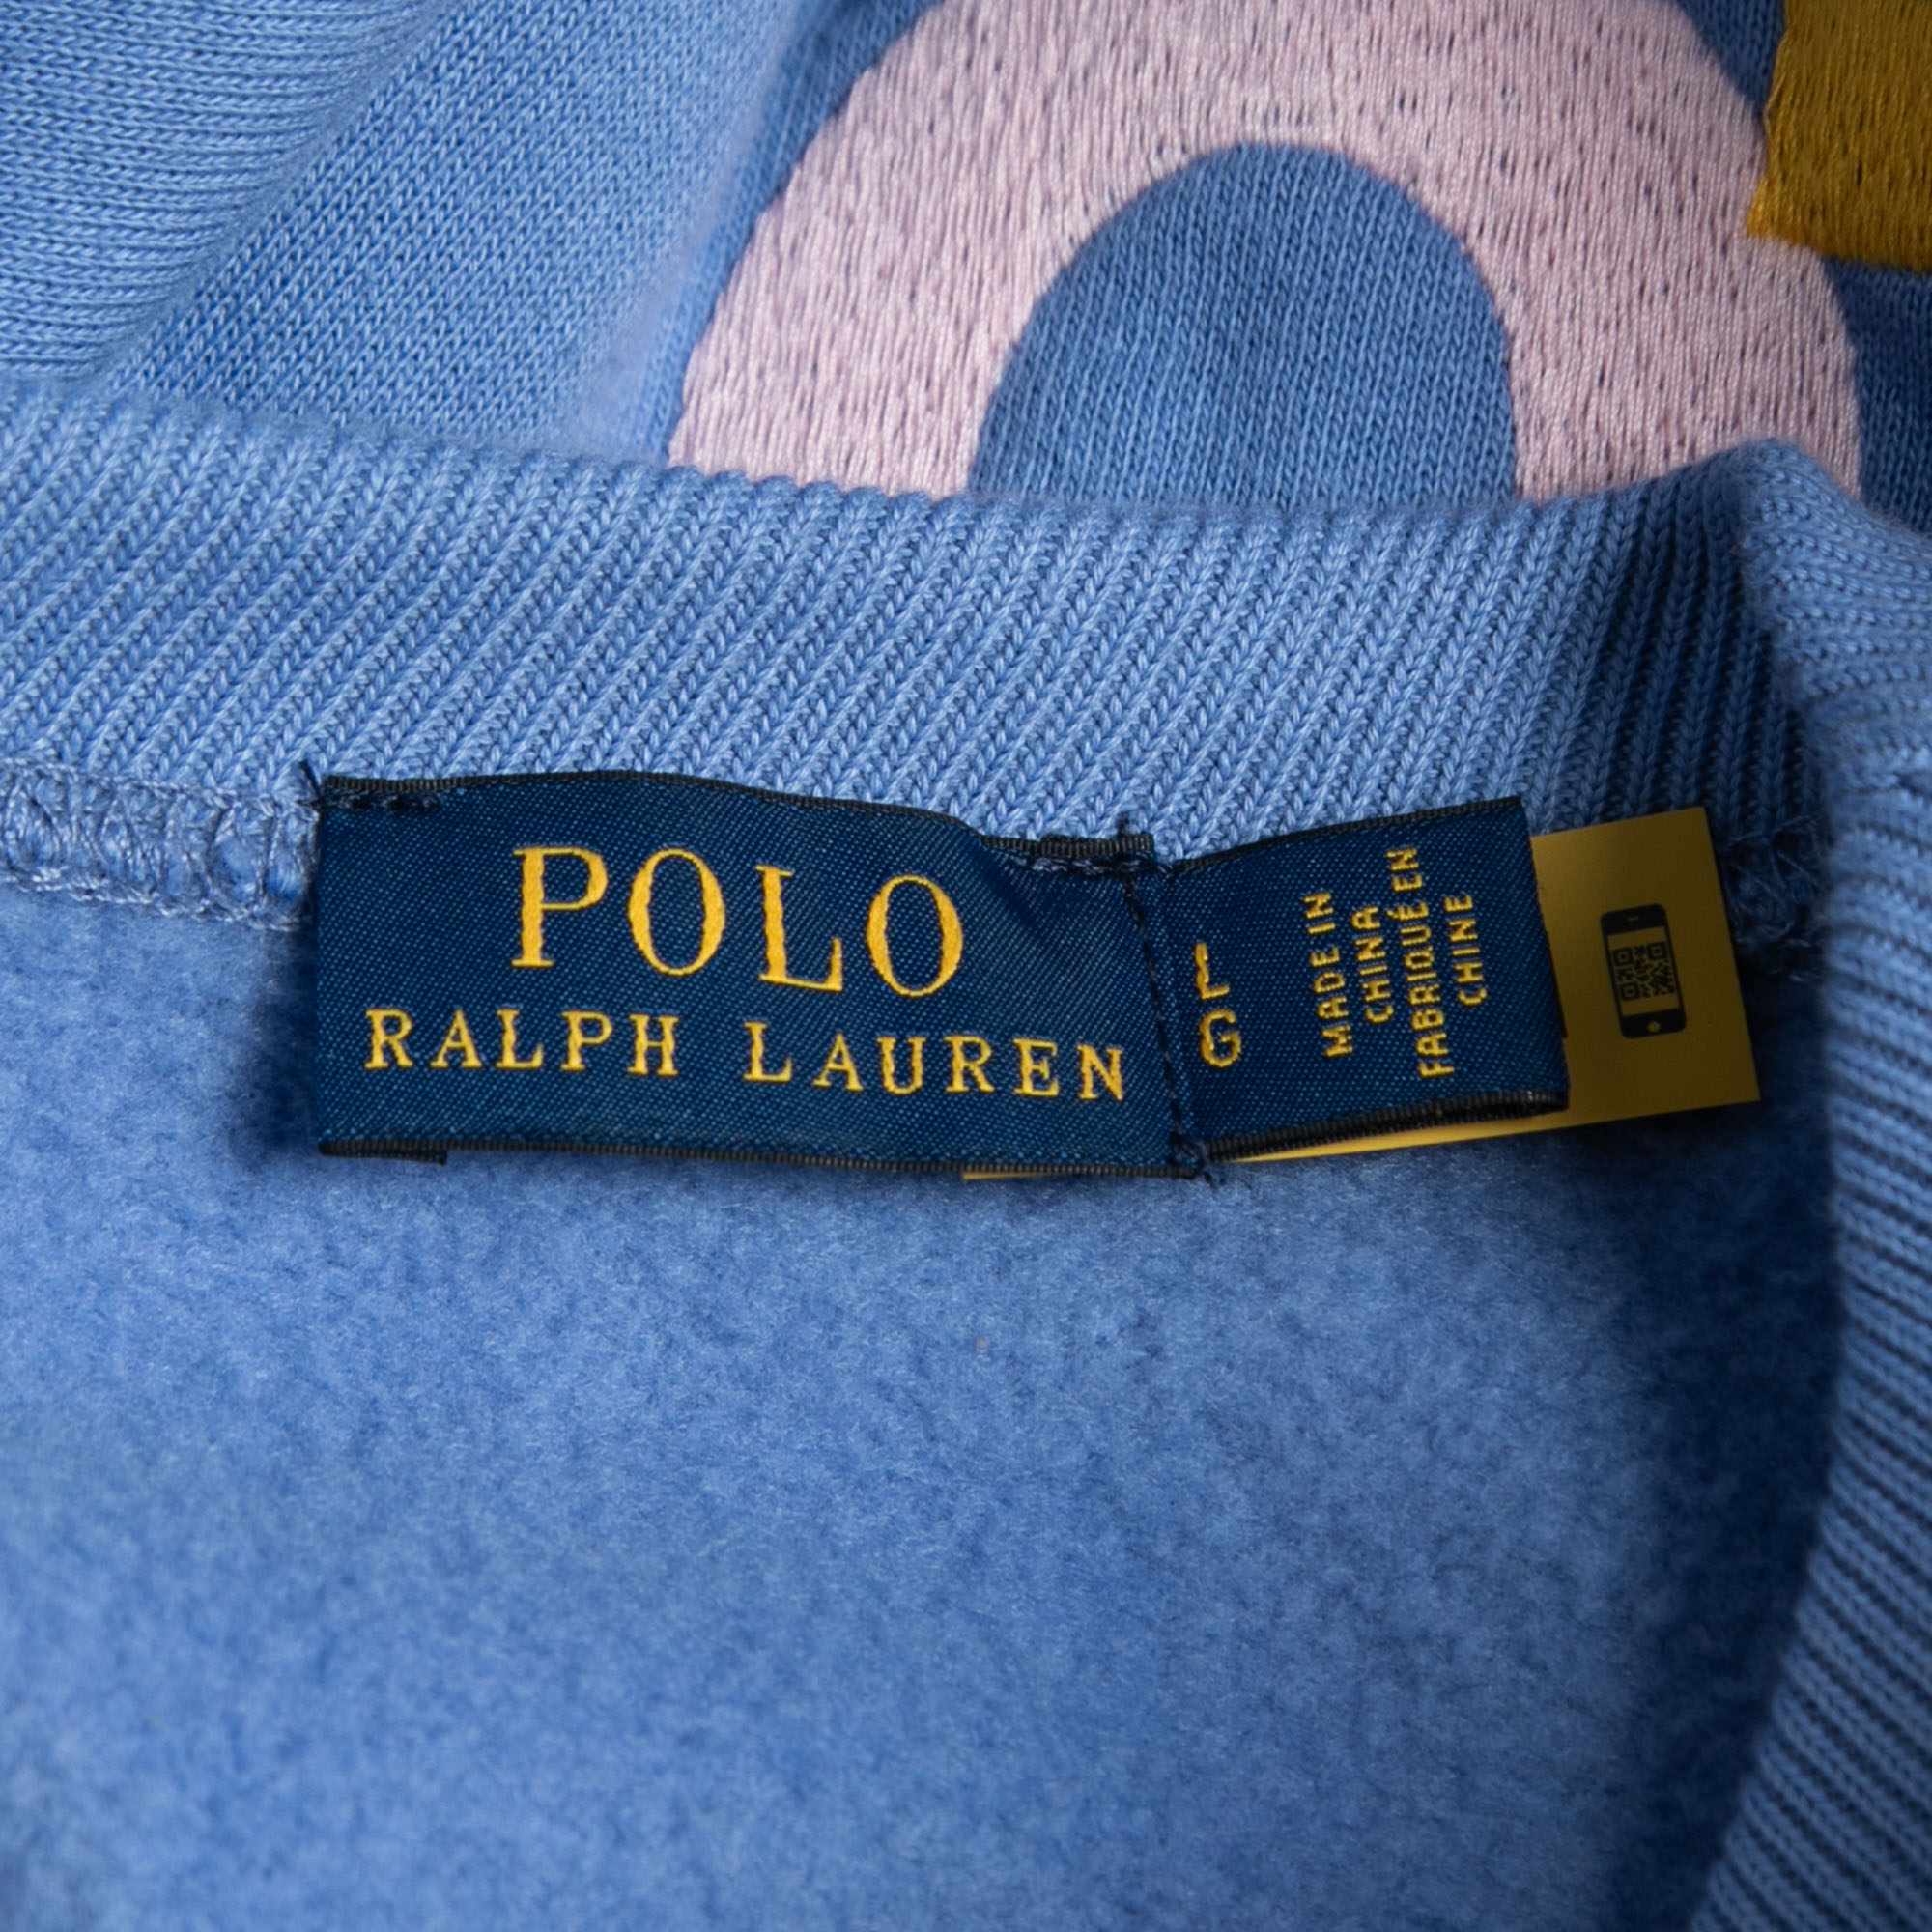 POLO
RALPH LAUREN
L
G
MADE IN
CHINA
FABRIQUÉ EN
CHINE